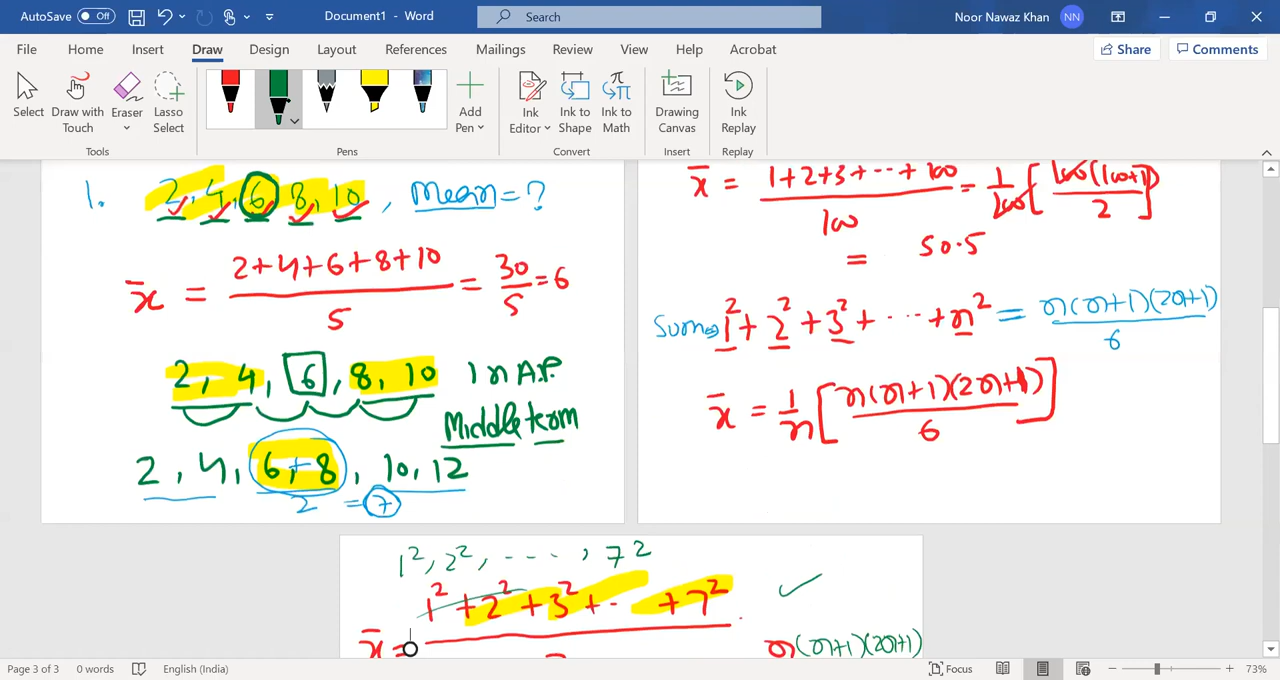 AutoSave Off Document1 - Word Search Noor Nawaz Khan NN
File Home Insert Draw Design Layout References Mailings Review View Help Acrobat Share Comments
Select Draw with Touch Eraser Lasso Select Add Pen Ink Editor Ink to Shape Ink to Math Drawing Canvas Ink Replay
Tools Pens Convert Insert Replay
1. 2, 4, 6, 8, 10, Mean = ?
x̄ = (2+4+6+8+10)/5 = 30/5 = 6
2, 4, 6, 8, 10 In A.P.
Middle term
2, 4, 6+8, 10, 12
2 = 7
x̄ = (1+2+3+ ··· +100)/100 = 1/100 [100(100+1)/2]
= 50.5
Sum⇒ 1² + 2² + 3² + ··· + n² = n(n+1)(2n+1)/6
x̄ = 1/n [n(n+1)(2n+1)/6]
1², 2², ----, 7²
1² + 2² + 3² + - + 7²
x̄ =
n(n+1)(2n+1)
Page 3 of 3 0 words English (India) Focus 73%